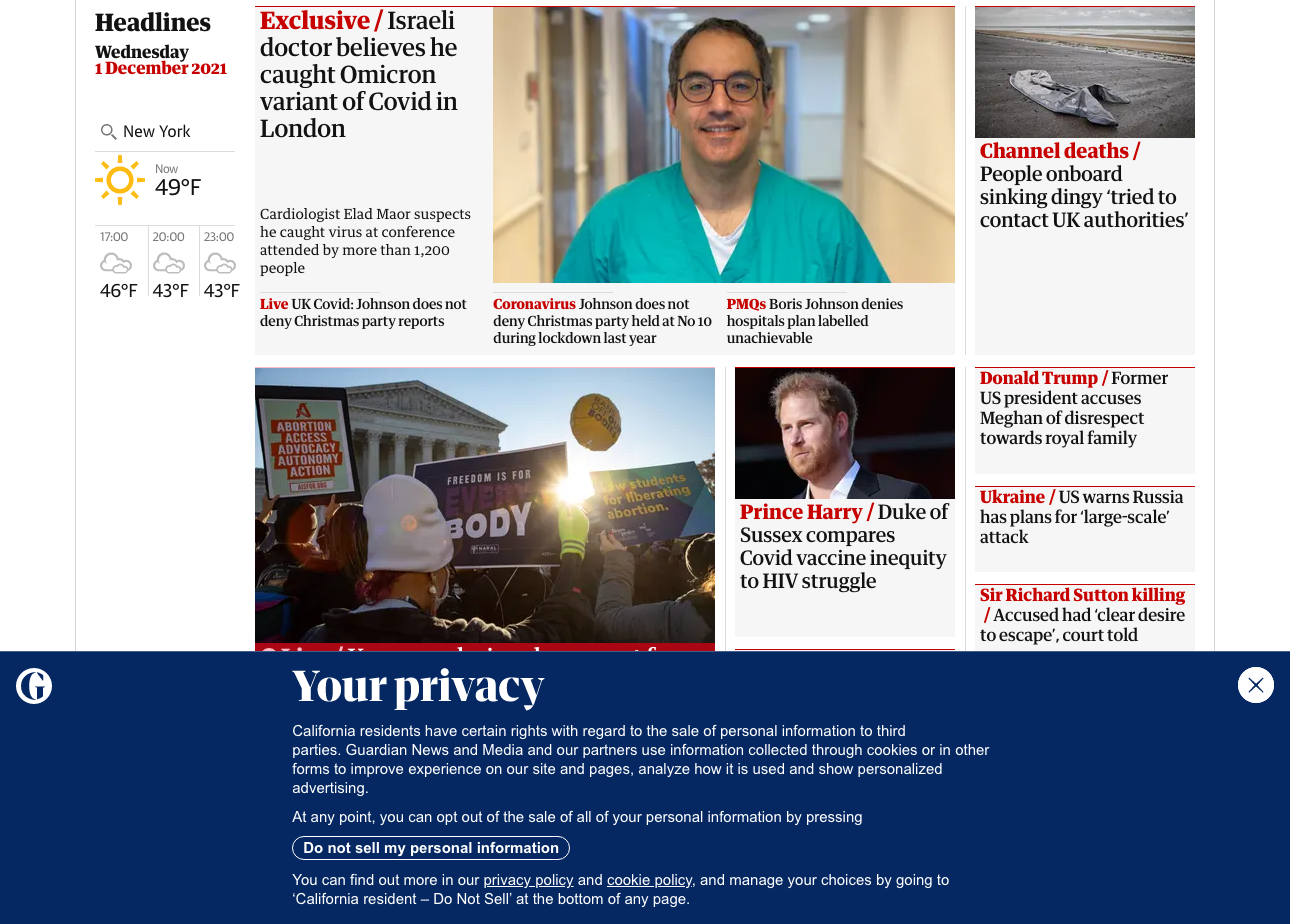 Headlines
Wednesday
1 December 2021
New York
Now
49°F
17:00
20:00
23:00
46°F
43°F
43°F
Exclusive / Israeli
doctor believes he
caught Omicron
variant of Covid in
London
Cardiologist Elad Maor suspects
he caught virus at conference
attended by more than 1,200
people
Live UK Covid: Johnson does not
deny Christmas party reports
Coronavirus Johnson does not
deny Christmas party held at No 10
during lockdown last year
PMQs Boris Johnson denies
hospitals plan labelled
unachievable
Channel deaths /
People onboard
sinking dingy ‘tried to
contact UK authorities’
ABORTION
ACCESS
ADVOCACY
AUTONOMY
ACTION
FREEDOM IS FOR
EVERY
BODY
NARAL
law students
for liberating
abortion.
BODIES
Prince Harry / Duke of
Sussex compares
Covid vaccine inequity
to HIV struggle
Donald Trump / Former
US president accuses
Meghan of disrespect
towards royal family
Ukraine / US warns Russia
has plans for ‘large-scale’
attack
Sir Richard Sutton killing
/ Accused had ‘clear desire
to escape’, court told
Your privacy
California residents have certain rights with regard to the sale of personal information to third
parties. Guardian News and Media and our partners use information collected through cookies or in other
forms to improve experience on our site and pages, analyze how it is used and show personalized
advertising.
At any point, you can opt out of the sale of all of your personal information by pressing
Do not sell my personal information
You can find out more in our privacy policy and cookie policy, and manage your choices by going to
‘California resident – Do Not Sell’ at the bottom of any page.